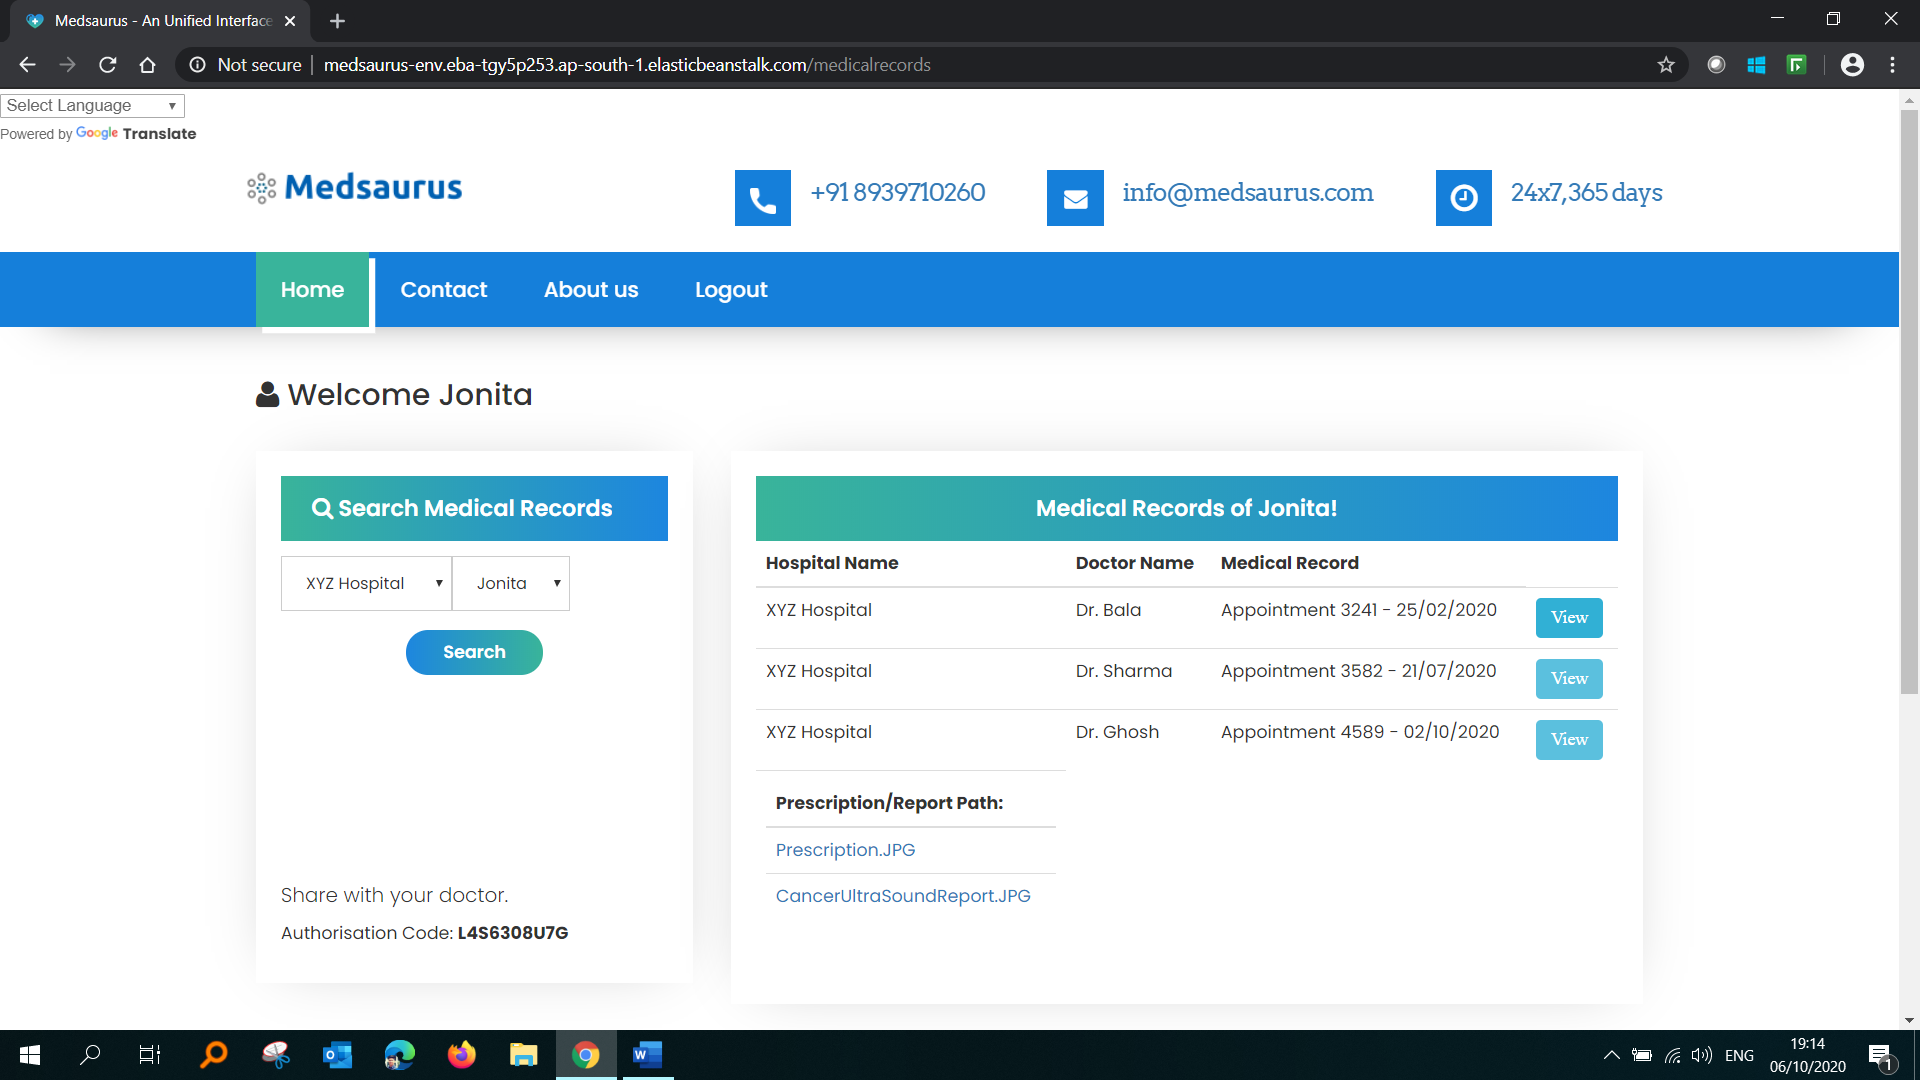 Medsaurus - An Unified Interface
Not secure | medsaurus-env.eba-tgy5p253.ap-south-1.elasticbeanstalk.com/medicalrecords
Select Language
Powered by Google Translate
Medsaurus
+91 8939710260
info@medsaurus.com
24x7,365 days
Home Contact About us Logout
Welcome Jonita
Search Medical Records
XYZ Hospital Jonita
Search
Share with your doctor.
Authorisation Code: L4S6308U7G
Medical Records of Jonita!
Hospital Name Doctor Name Medical Record
XYZ Hospital Dr. Bala Appointment 3241 - 25/02/2020 View
XYZ Hospital Dr. Sharma Appointment 3582 - 21/07/2020 View
XYZ Hospital Dr. Ghosh Appointment 4589 - 02/10/2020 View
Prescription/Report Path:
Prescription.JPG
CancerUltraSoundReport.JPG
ENG
19:14
06/10/2020
1